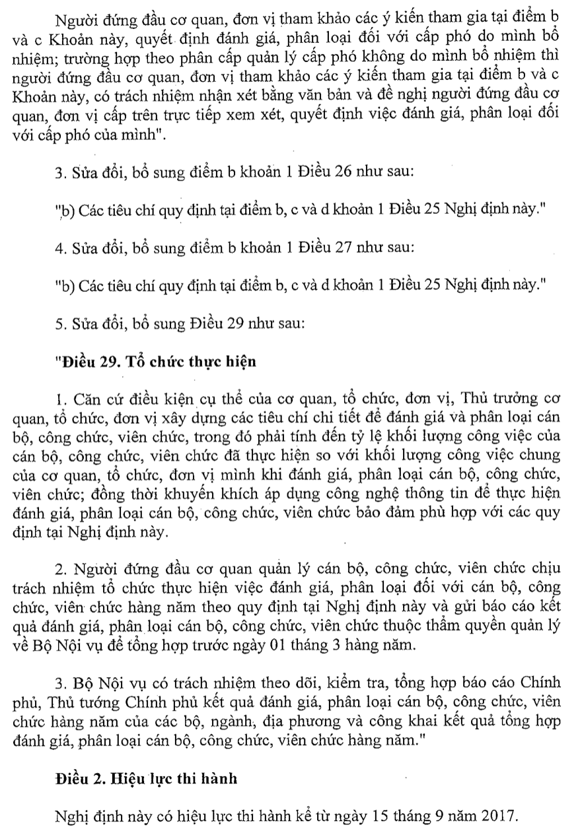 Người đứng đầu cơ quan, đơn vị tham khảo các ý kiến tham gia tại điểm b
và c Khoản này, quyết định đánh giá, phân loại đối với cấp phó do mình bổ
nhiệm; trường hợp theo phân cấp quản lý cấp phó không do mình bổ nhiệm thì
người đứng đầu cơ quan, đơn vị tham khảo các ý kiến tham gia tại điểm b và c
Khoản này, có trách nhiệm nhận xét bằng văn bản và đề nghị người đứng đầu cơ
quan, đơn vị cấp trên trực tiếp xem xét, quyết định việc đánh giá, phân loại đối
với cấp phó của mình".
3. Sửa đổi, bổ sung điểm b khoản 1 Điều 26 như sau:
"b) Các tiêu chí quy định tại điểm b, c và d khoản 1 Điều 25 Nghị định này."
4. Sửa đổi, bổ sung điểm b khoản 1 Điều 27 như sau:
"b) Các tiêu chí quy định tại điểm b, c và d khoản 1 Điều 25 Nghị định này."
5. Sửa đổi, bổ sung Điều 29 như sau:
"Điều 29. Tổ chức thực hiện
1. Căn cứ điều kiện cụ thể của cơ quan, tổ chức, đơn vị, Thủ trưởng cơ
quan, tổ chức, đơn vị xây dựng các tiêu chí chi tiết để đánh giá và phân loại cán
bộ, công chức, viên chức, trong đó phải tính đến tỷ lệ khối lượng công việc của
cán bộ, công chức, viên chức đã thực hiện so với khối lượng công việc chung
của cơ quan, tổ chức, đơn vị mình khi đánh giá, phân loại cán bộ, công chức,
viên chức; đồng thời khuyến khích áp dụng công nghệ thông tin để thực hiện
đánh giá, phân loại cán bộ, công chức, viên chức bảo đảm phù hợp với các quy
định tại Nghị định này.
2. Người đứng đầu cơ quan quản lý cán bộ, công chức, viên chức chịu
trách nhiệm tổ chức thực hiện việc đánh giá, phân loại đối với cán bộ, công
chức, viên chức hàng năm theo quy định tại Nghị định này và gửi báo cáo kết
quả đánh giá, phân loại cán bộ, công chức, viên chức thuộc thẩm quyền quản lý
về Bộ Nội vụ để tổng hợp trước ngày 01 tháng 3 hàng năm.
3. Bộ Nội vụ có trách nhiệm theo dõi, kiểm tra, tổng hợp báo cáo Chính
phủ, Thủ tướng Chính phủ kết quả đánh giá, phân loại cán bộ, công chức, viên
chức hàng năm của các bộ, ngành, địa phương và công khai kết quả tổng hợp
đánh giá, phân loại cán bộ, công chức, viên chức hàng năm."
Điều 2. Hiệu lực thi hành
Nghị định này có hiệu lực thi hành kể từ ngày 15 tháng 9 năm 2017.